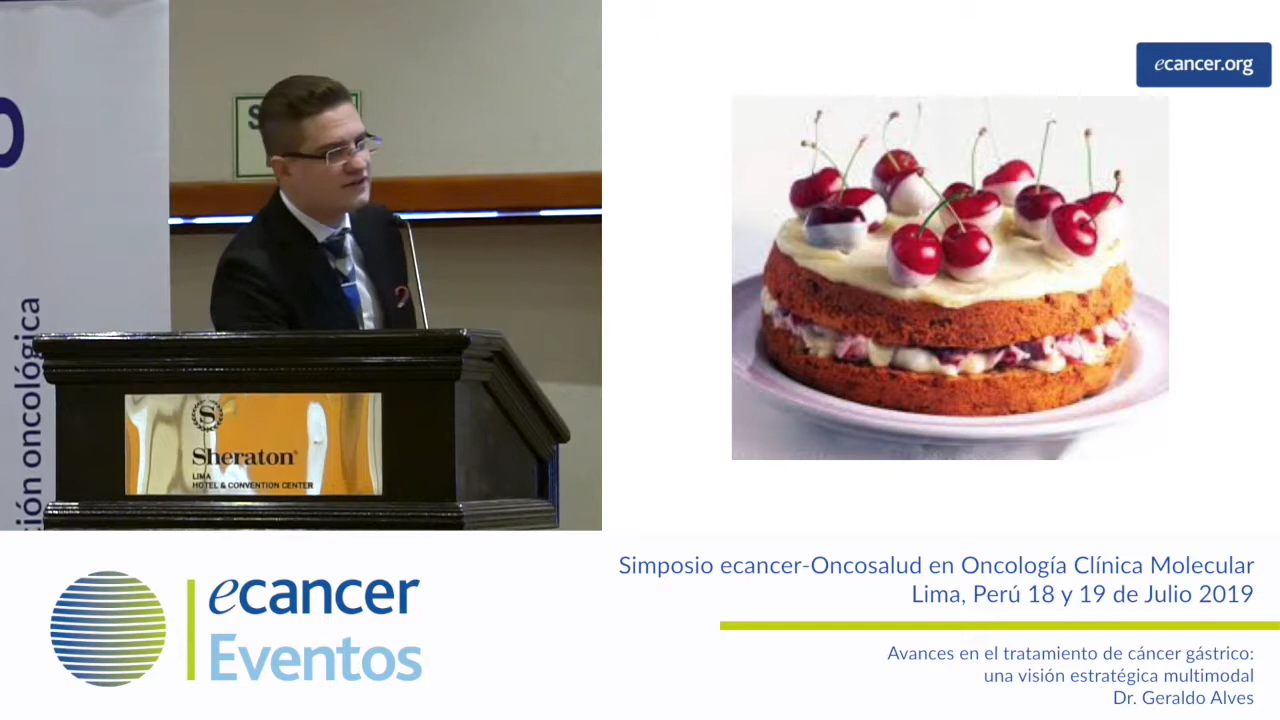 ecancer.org
S
ción oncológica
S
Sheraton®
LIMA
HOTEL & CONVENTION CENTER
ecancer
Eventos
Simposio ecancer-Oncosalud en Oncología Clínica Molecular
Lima, Perú 18 y 19 de Julio 2019
Avances en el tratamiento de cáncer gástrico:
una visión estratégica multimodal
Dr. Geraldo Alves